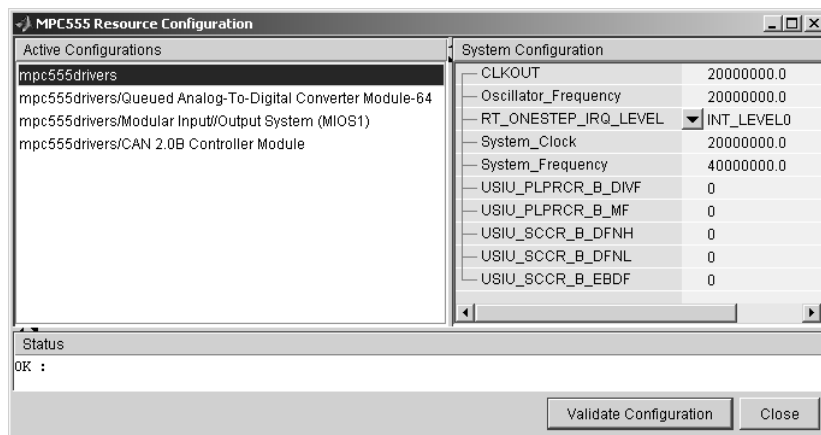 MPC555 Resource Configuration
Active Configurations
mpc555drivers
mpc555drivers/Queued Analog-To-Digital Converter Module-64
mpc555drivers/Modular Input//Output System (MIOS1)
mpc555drivers/CAN 2.0B Controller Module
System Configuration
CLKOUT 20000000.0
Oscillator_Frequency 20000000.0
RT_ONESTEP_IRQ_LEVEL INT_LEVEL0
System_Clock 20000000.0
System_Frequency 40000000.0
USIU_PLPRCR_B_DIVF 0
USIU_PLPRCR_B_MF 0
USIU_SCCR_B_DFNH 0
USIU_SCCR_B_DFNL 0
USIU_SCCR_B_EBDF 0
Status
OK :
Validate Configuration Close